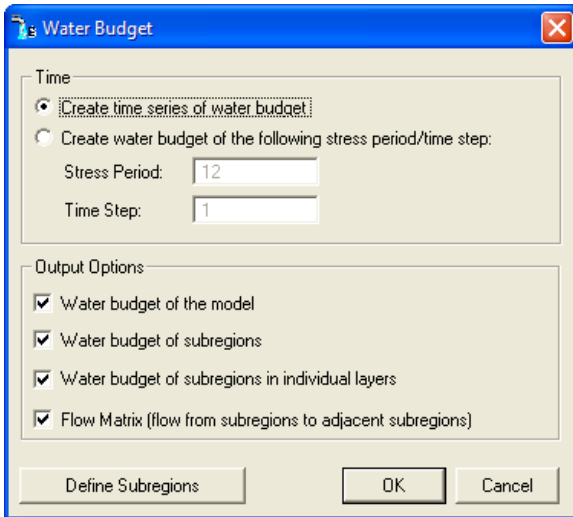 Water Budget
Time
Create time series of water budget
Create water budget of the following stress period/time step:
Stress Period: 12
Time Step: 1
Output Options
Water budget of the model
Water budget of subregions
Water budget of subregions in individual layers
Flow Matrix (flow from subregions to adjacent subregions)
Define Subregions OK Cancel